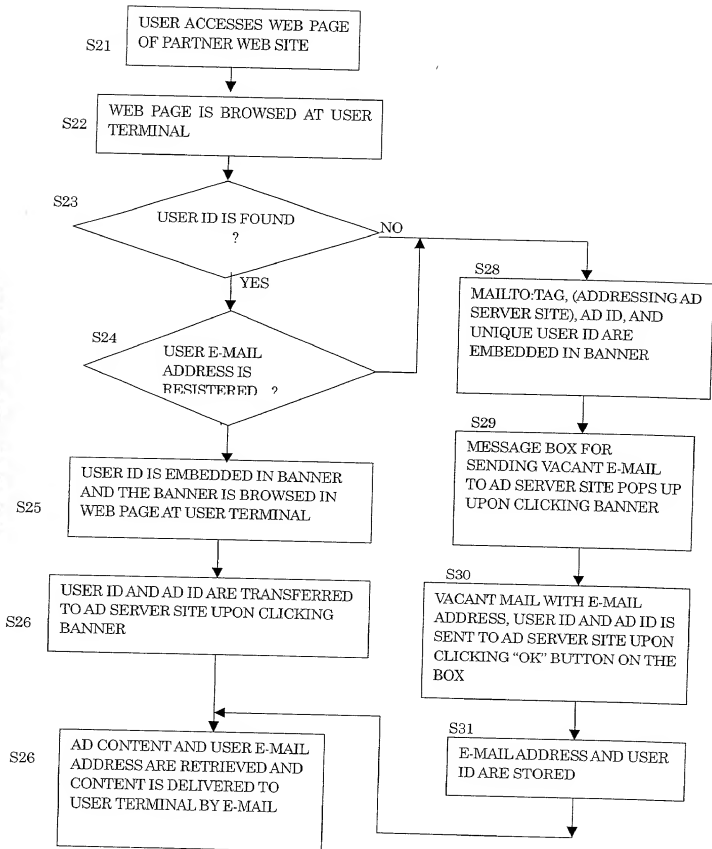 S21
USER ACCESSES WEB PAGE
OF PARTNER WEB SITE
S22
WEB PAGE IS BROWSED AT USER
TERMINAL
S23
USER ID IS FOUND
?
NO
YES
S24
USER E-MAIL
ADDRESS IS
RESISTERED ?
S25
USER ID IS EMBEDDED IN BANNER
AND THE BANNER IS BROWSED IN
WEB PAGE AT USER TERMINAL
S26
USER ID AND AD ID ARE TRANSFERRED
TO AD SERVER SITE UPON CLICKING
BANNER
S26
AD CONTENT AND USER E-MAIL
ADDRESS ARE RETRIEVED AND
CONTENT IS DELIVERED TO
USER TERMINAL BY E-MAIL
S28
MAILTO:TAG, (ADDRESSING AD
SERVER SITE), AD ID, AND
UNIQUE USER ID ARE
EMBEDDED IN BANNER
S29
MESSAGE BOX FOR
SENDING VACANT E-MAIL
TO AD SERVER SITE POPS UP
UPON CLICKING BANNER
S30
VACANT MAIL WITH E-MAIL
ADDRESS, USER ID AND AD ID IS
SENT TO AD SERVER SITE UPON
CLICKING “OK” BUTTON ON THE
BOX
S31
E-MAIL ADDRESS AND USER
ID ARE STORED